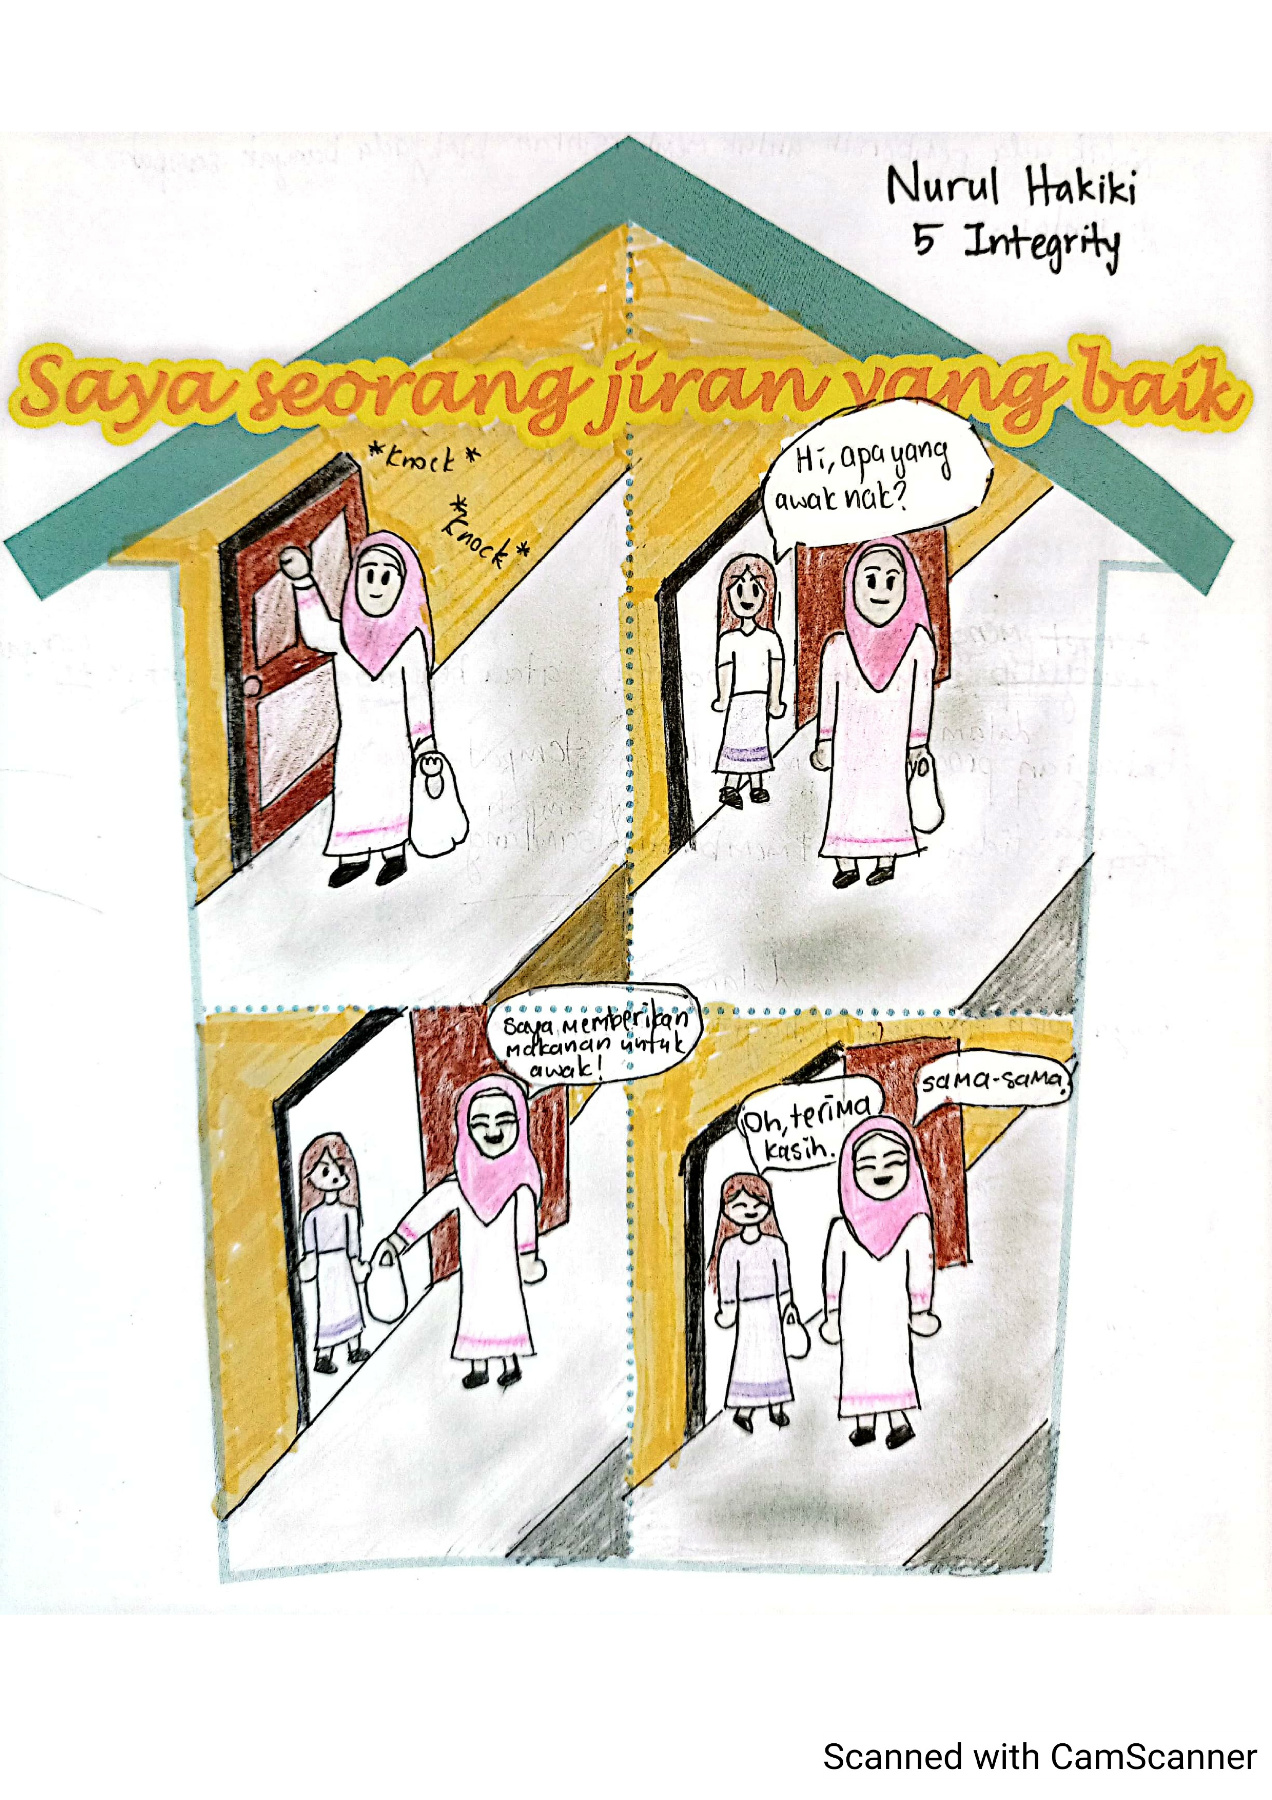 Nurul Hakiki
5 Integrity
Saya seorang jiran yang baik
*Knock*
*Knock*
Hi, apa yang
awak nak?
Saya memberikan
makanan untuk
awak!
Oh, terima
kasih.
sama-sama!
Scanned with CamScanner